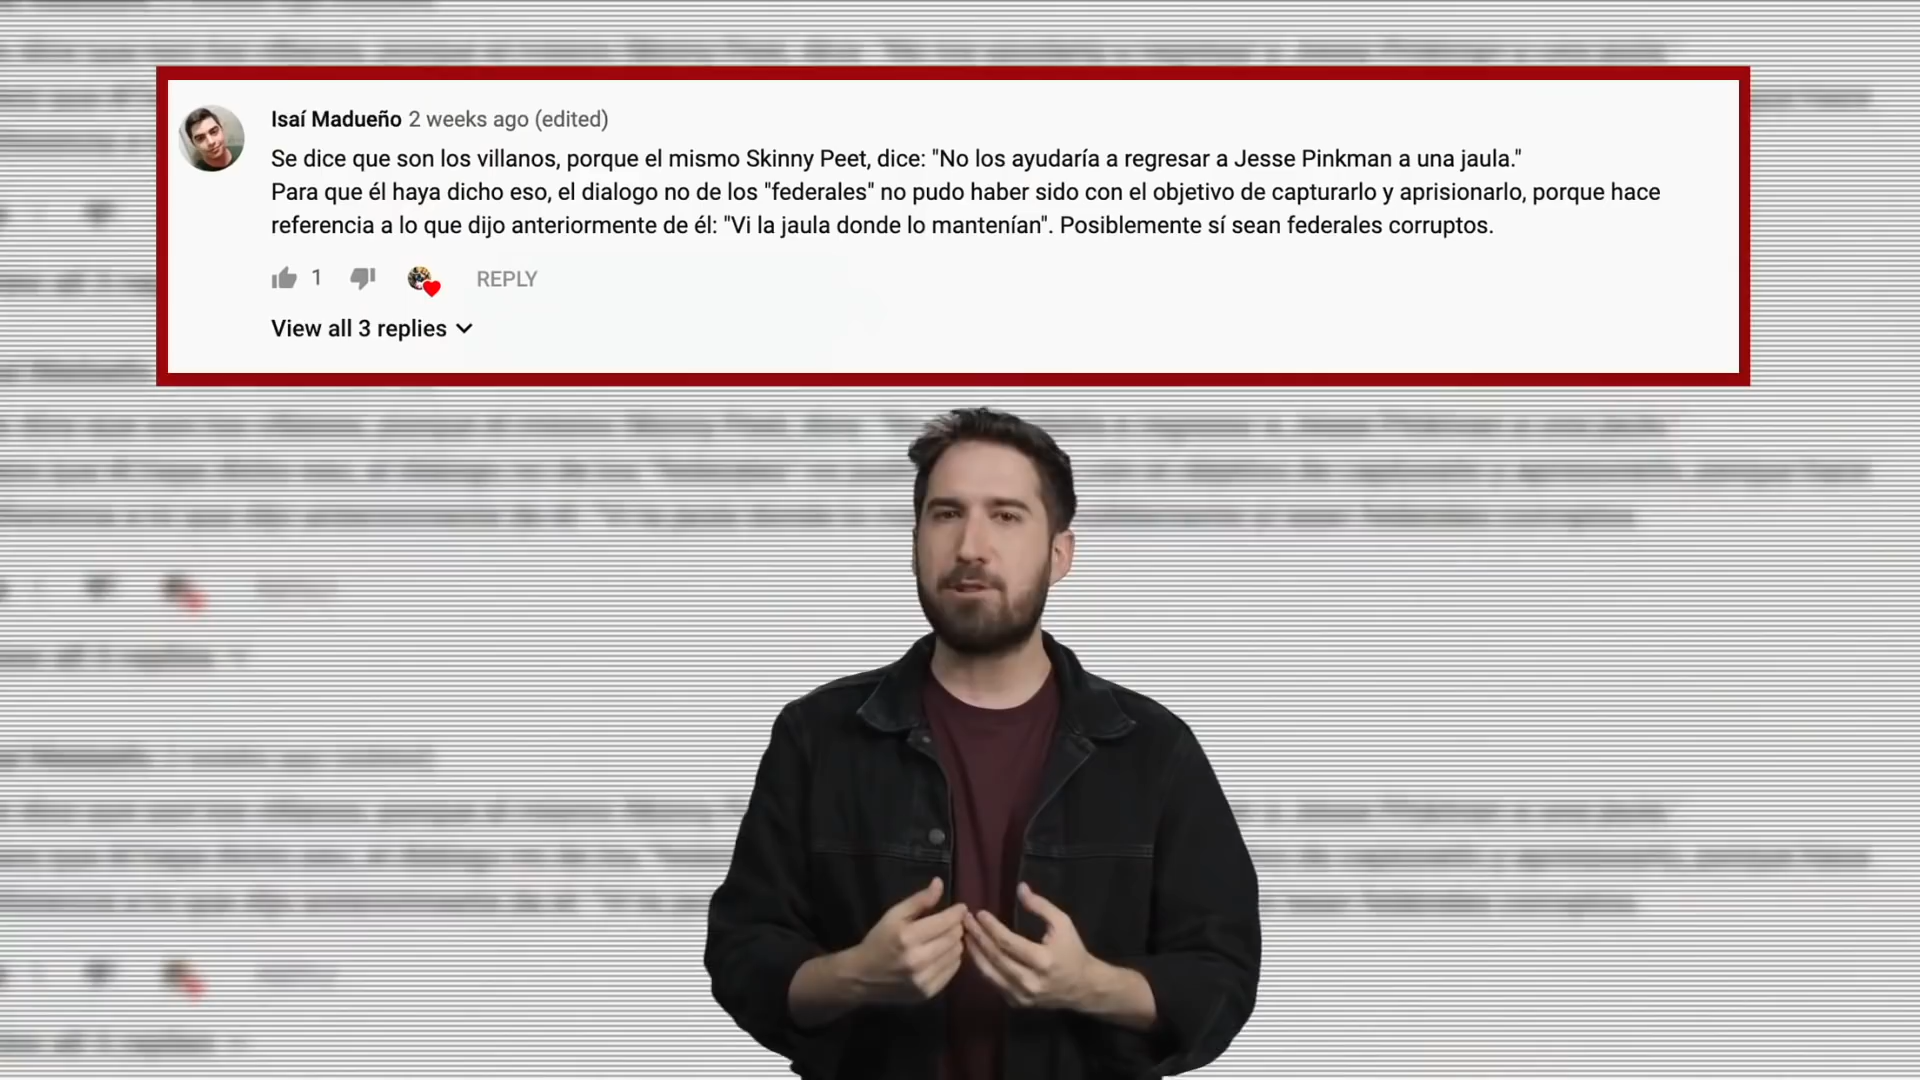 Isaí Madueño 2 weeks ago (edited)
Se dice que son los villanos, porque el mismo Skinny Peet, dice: "No los ayudaría a regresar a Jesse Pinkman a una jaula."
Para que él haya dicho eso, el dialogo no de los "federales" no pudo haber sido con el objetivo de capturarlo y aprisionarlo, porque hace
referencia a lo que dijo anteriormente de él: "Vi la jaula donde lo mantenían". Posiblemente sí sean federales corruptos.
1 REPLY
View all 3 replies